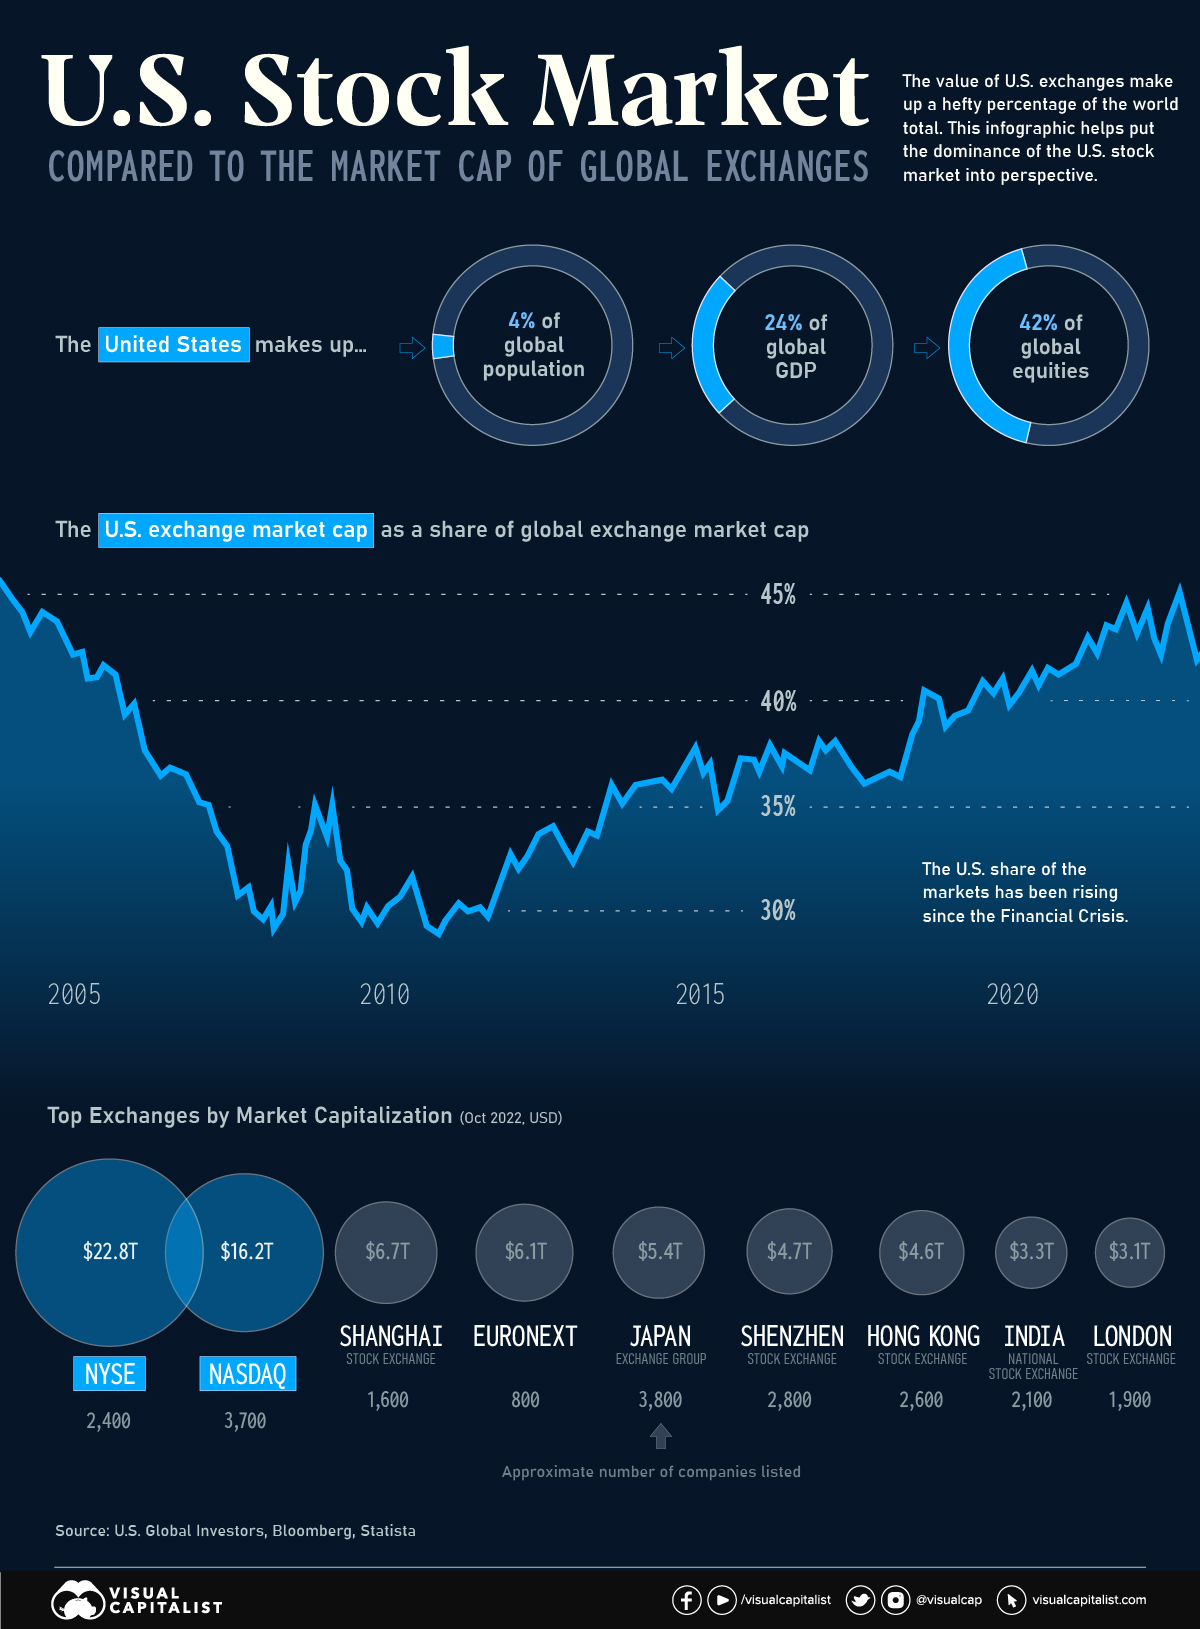 U.S. Stock Market
COMPARED TO THE MARKET CAP OF GLOBAL EXCHANGES
The value of U.S. exchanges make
up a hefty percentage of the world
total. This infographic helps put
the dominance of the U.S. stock
market into perspective.
The United States makes up...
4% of
global
population
24% of
global
GDP
42% of
global
equities
The U.S. exchange market cap as a share of global exchange market cap
45%
40%
35%
30%
The U.S. share of the
markets has been rising
since the Financial Crisis.
2005 2010 2015 2020
Top Exchanges by Market Capitalization (Oct 2022, USD)
$22.8T $16.2T $6.7T $6.1T $5.4T $4.7T $4.6T $3.3T $3.1T
NYSE
2,400
NASDAQ
3,700
SHANGHAI
STOCK EXCHANGE
1,600
EURONEXT
800
JAPAN
EXCHANGE GROUP
3,800
SHENZHEN
STOCK EXCHANGE
2,800
HONG KONG
STOCK EXCHANGE
2,600
INDIA
NATIONAL
STOCK EXCHANGE
2,100
LONDON
STOCK EXCHANGE
1,900
Approximate number of companies listed
Source: U.S. Global Investors, Bloomberg, Statista
VISUAL
CAPITALIST
/visualcapitalist @visualcap visualcapitalist.com